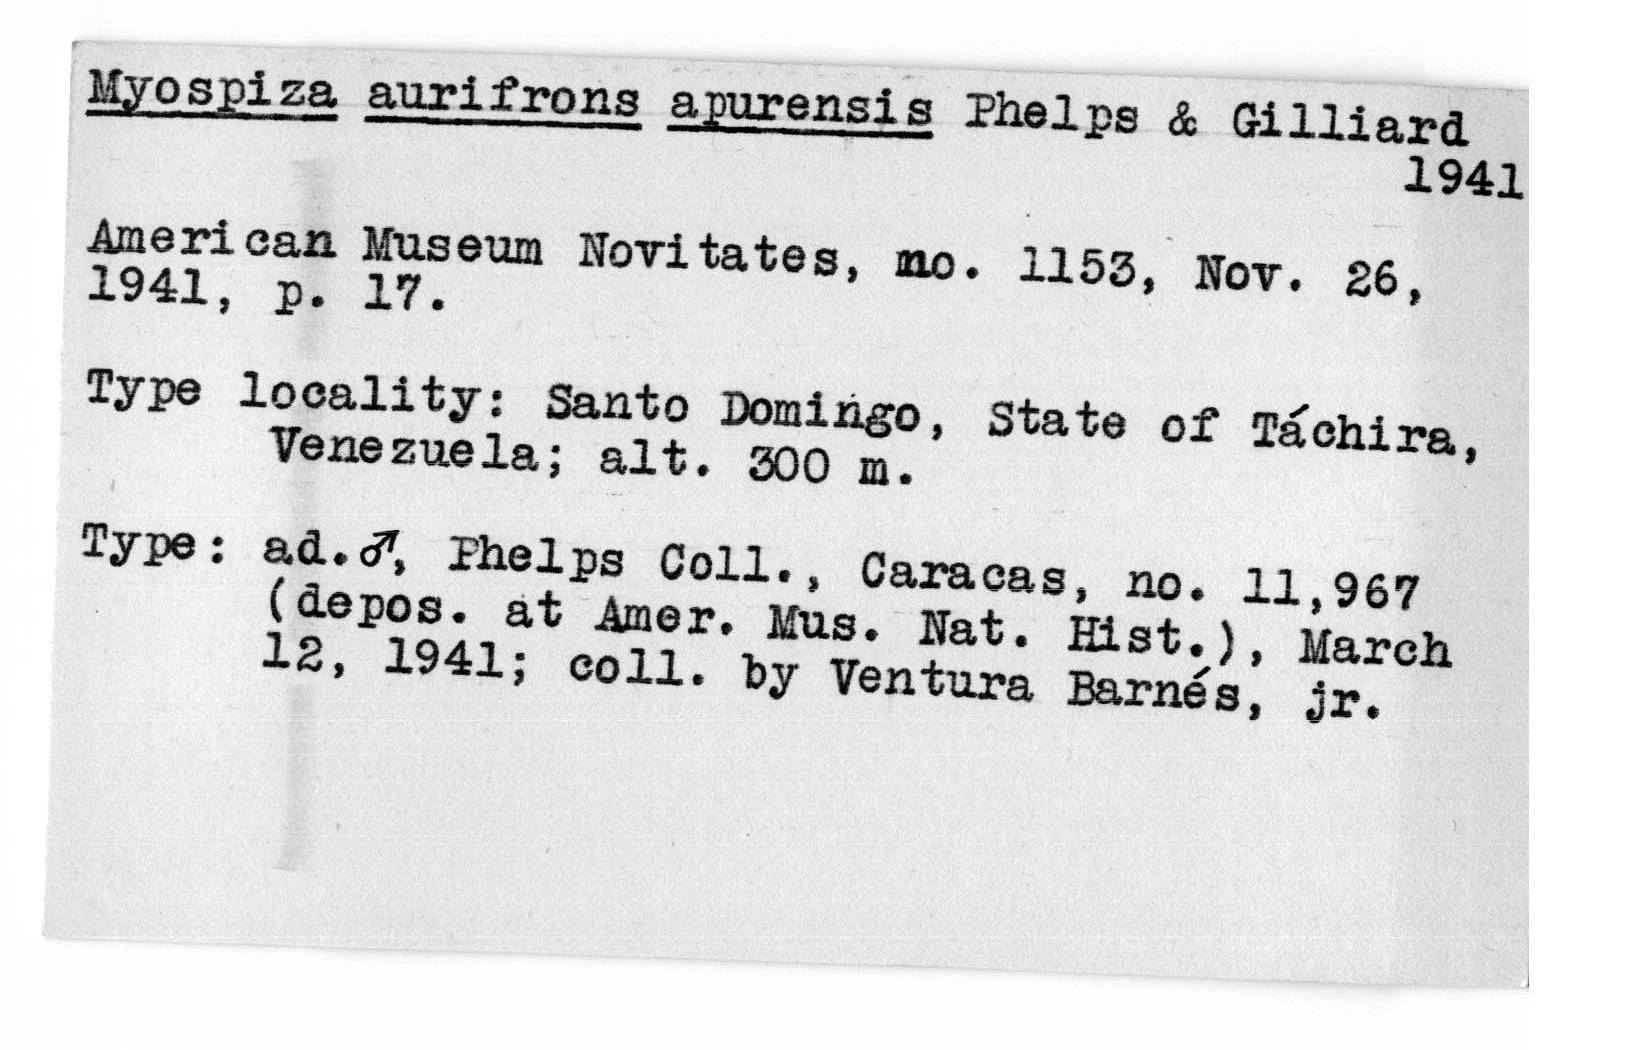 Myospiza aurifrons apurensis Phelps & Gilliard
1941
American Museum Novitates, no. 1153, Nov. 26,
1941, p. 17.
Type locality: Santo Domingo, State of Táchira,
Venezuela; alt. 300 m.
Type: ad.♂, Phelps Coll., Caracas, no. 11,967
(depos. at Amer. Mus. Nat. Hist.), March
12, 1941; coll. by Ventura Barnés, jr.